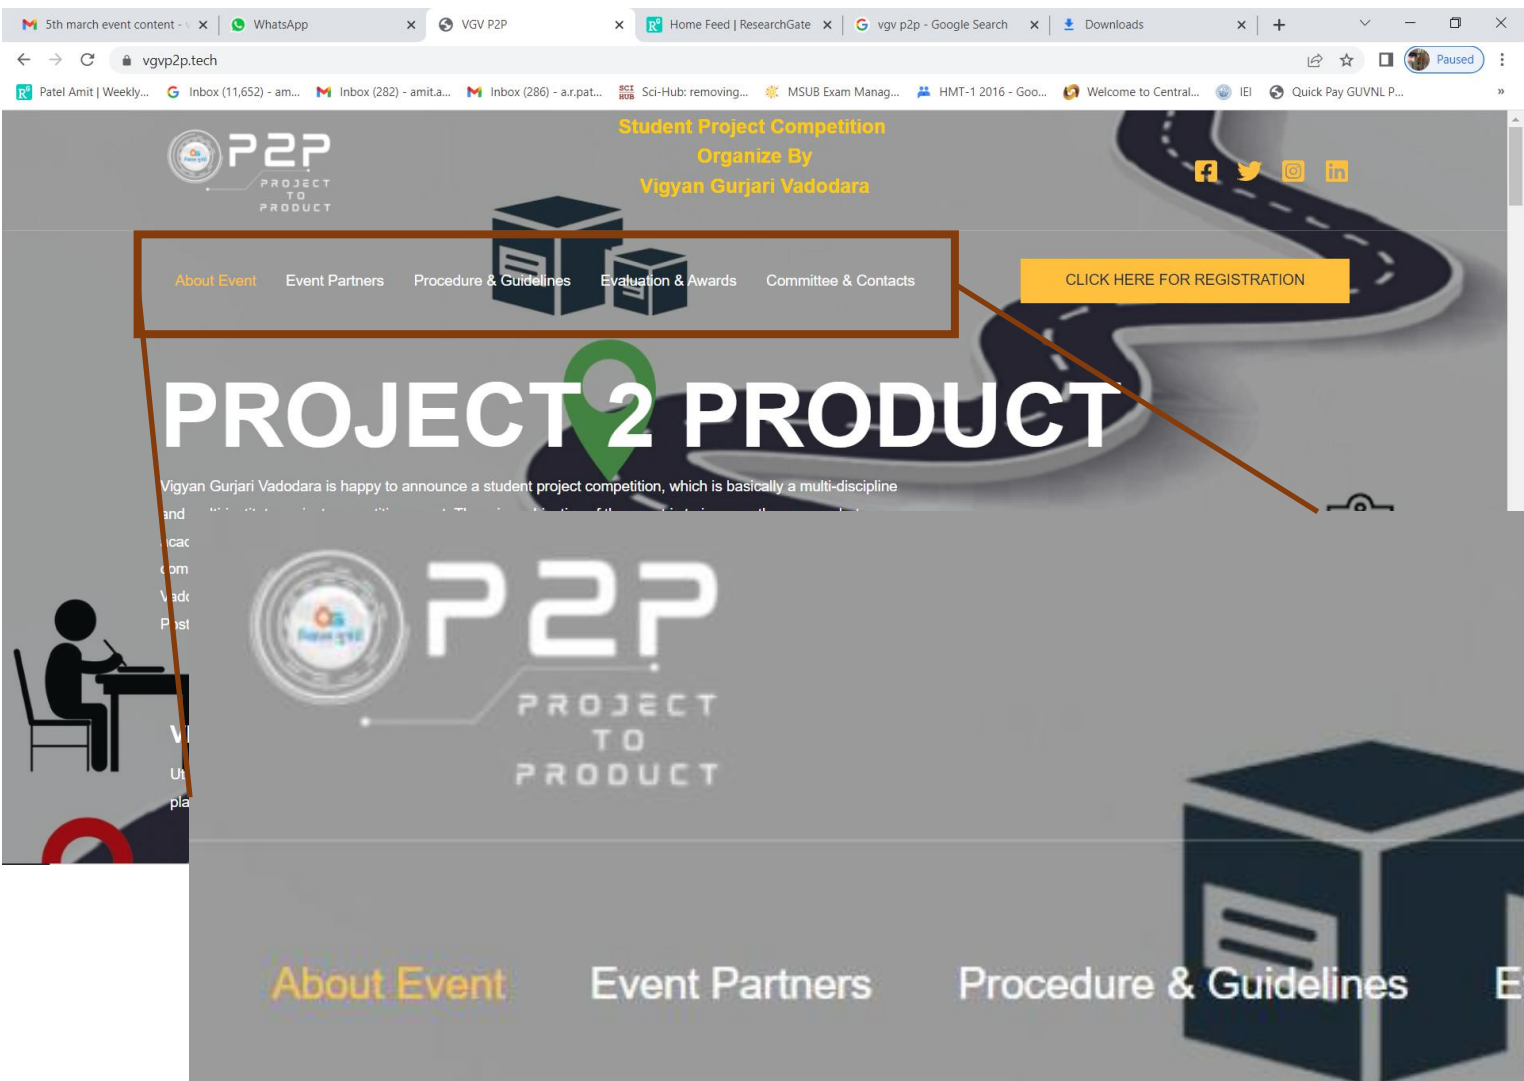 5th march event content -
WhatsApp
VGV P2P
Home Feed | ResearchGate
vgv p2p - Google Search
Downloads
vgvp2p.tech
Paused
Patel Amit | Weekly...
Inbox (11,652) - am...
Inbox (282) - amit.a...
Inbox (286) - a.r.pat...
SCI HUB
Sci-Hub: removing...
MSUB Exam Manag...
HMT-1 2016 - Goo...
Welcome to Central...
IEI
Quick Pay GUVNL P...
P2P
PROJECT
TO
PRODUCT
Student Project Competition
Organize By
Vigyan Gurjari Vadodara
About Event Event Partners Procedure & Guidelines Evaluation & Awards Committee & Contacts
CLICK HERE FOR REGISTRATION
PROJECT 2 PRODUCT
Vigyan Gurjari Vadodara is happy to announce a student project competition, which is basically a multi-discipline
P2P
PROJECT
TO
PRODUCT
About Event Event Partners Procedure & Guidelines